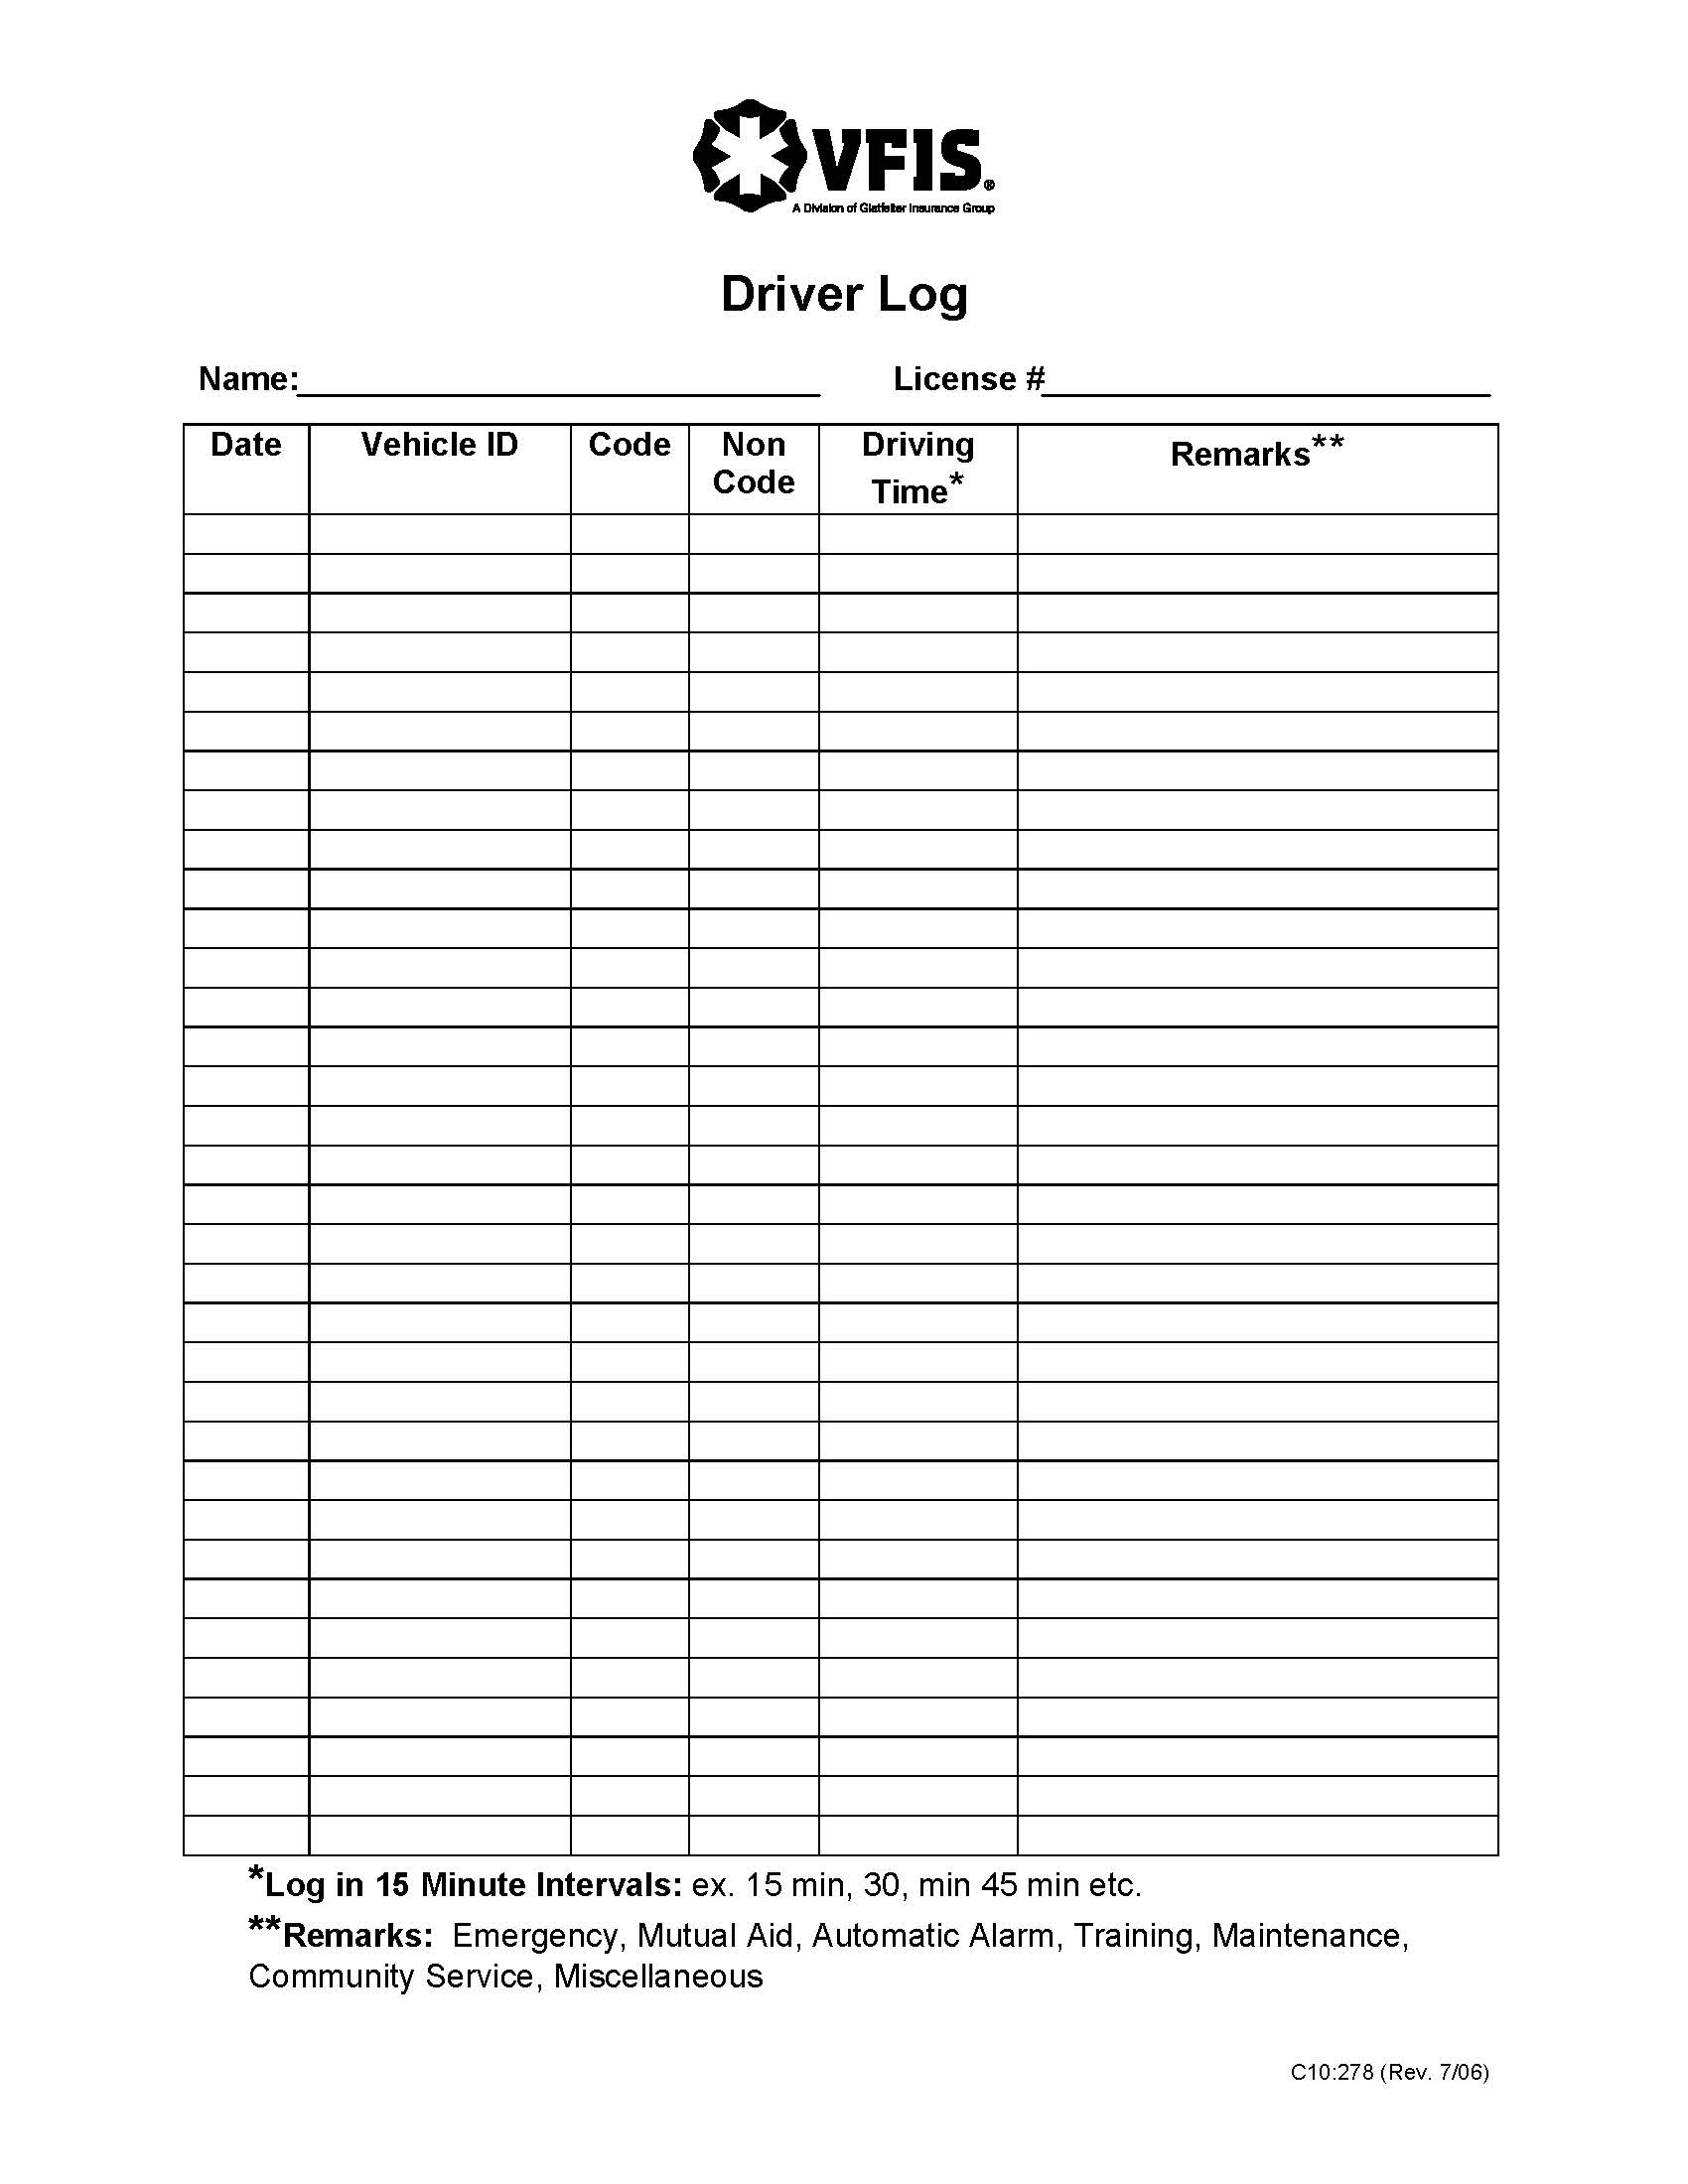 VFIS®
A Division of Glatfelter Insurance Group
Driver Log
Name: License #
Date Vehicle ID Code Non Code Driving Time* Remarks**
*Log in 15 Minute Intervals: ex. 15 min, 30, min 45 min etc.
**Remarks: Emergency, Mutual Aid, Automatic Alarm, Training, Maintenance,
Community Service, Miscellaneous
C10:278 (Rev. 7/06)